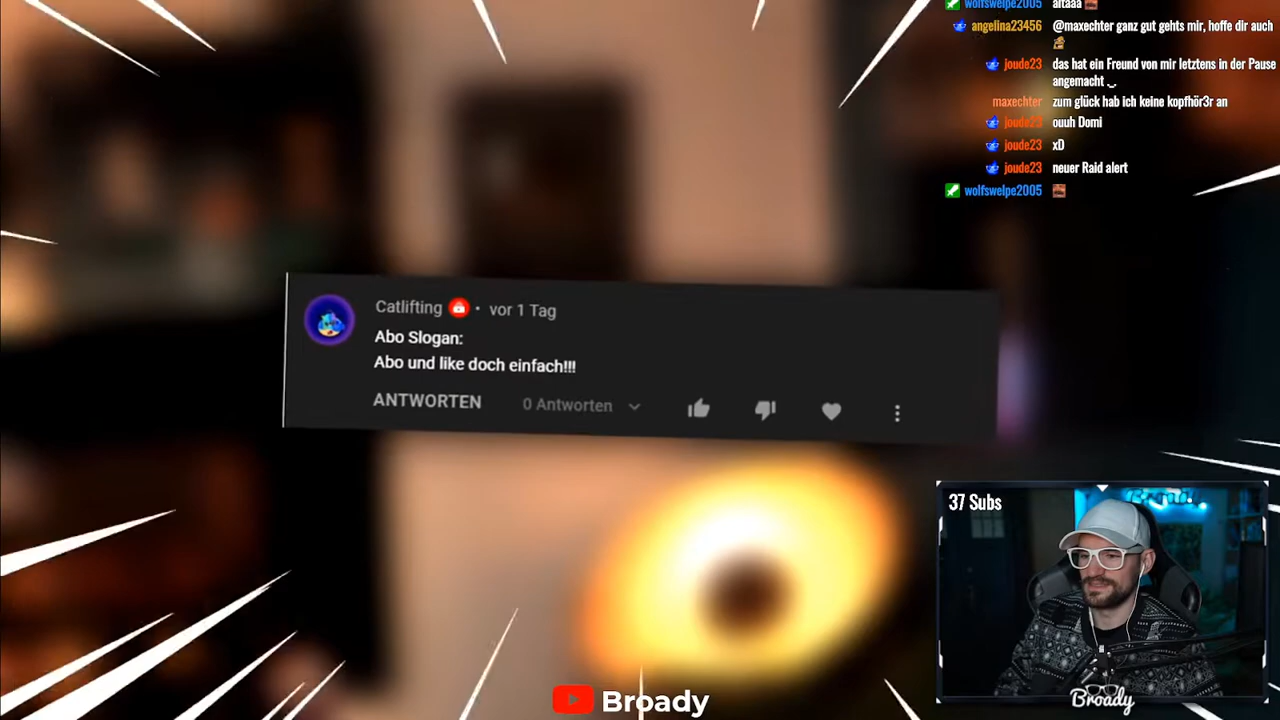 wolfswelpe2005 altaaa
angelina23456 @maxechter ganz gut gehts mir, hoffe dir auch
joude23 das hat ein Freund von mir letztens in der Pause
angemacht ._.
maxechter zum glück hab ich keine kopfhör3r an
joude23 ouuh Domi
joude23 xD
joude23 neuer Raid alert
wolfswelpe2005
Catlifting • vor 1 Tag
Abo Slogan:
Abo und like doch einfach!!!
ANTWORTEN 0 Antworten
37 Subs
Broady
Broady